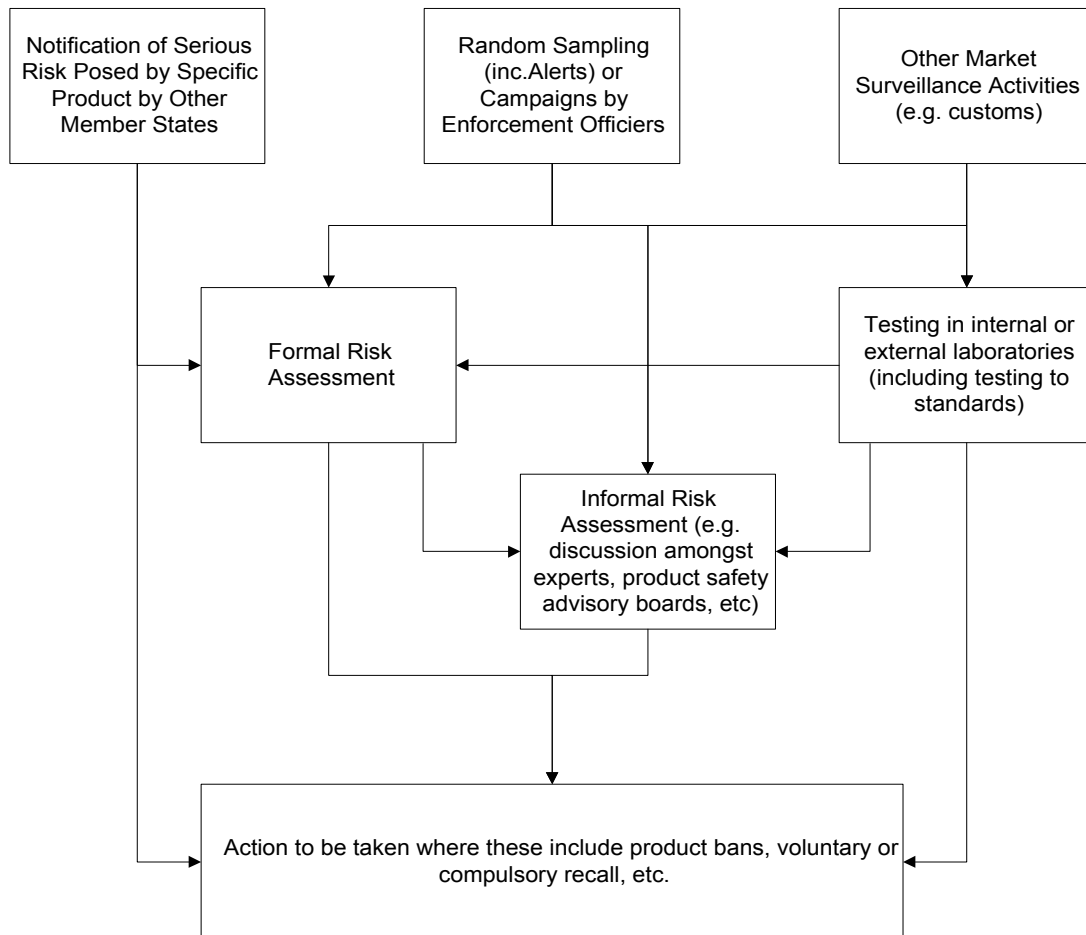 Notification of Serious
Risk Posed by Specific
Product by Other
Member States
Random Sampling
(inc.Alerts) or
Campaigns by
Enforcement Officiers
Other Market
Surveillance Activities
(e.g. customs)
Formal Risk
Assessment
Testing in internal or
external laboratories
(including testing to
standards)
Informal Risk
Assessment (e.g.
discussion amongst
experts, product safety
advisory boards, etc)
Action to be taken where these include product bans, voluntary or
compulsory recall, etc.